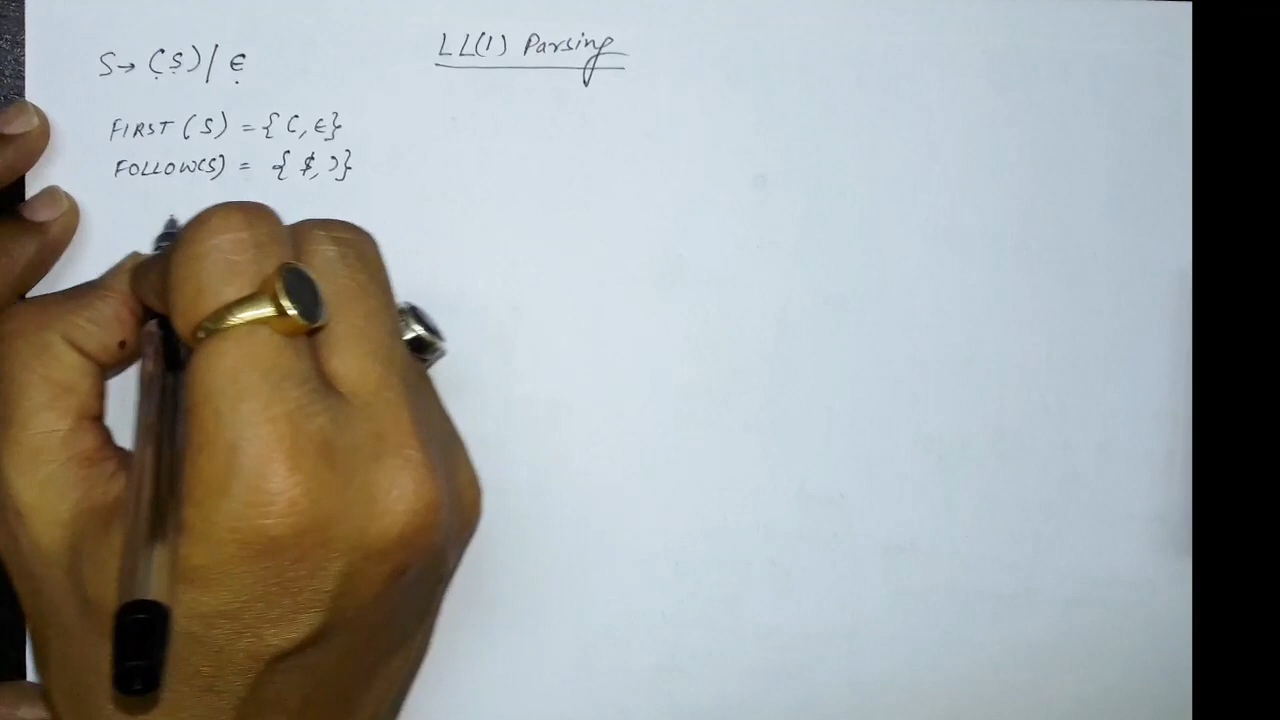 LL(1) Parsing
S→ (S) / ϵ
FIRST (S) = { (, ϵ}
FOLLOW(S) = { $, )}